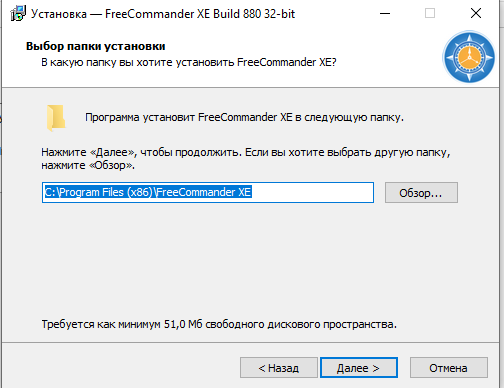 Установка — FreeCommander XE Build 880 32-bit
Выбор папки установки
В какую папку вы хотите установить FreeCommander XE?
Программа установит FreeCommander XE в следующую папку.
Нажмите «Далее», чтобы продолжить. Если вы хотите выбрать другую папку,
нажмите «Обзор».
C:\Program Files (x86)\FreeCommander XE
Обзор...
Требуется как минимум 51,0 Мб свободного дискового пространства.
< Назад
Далее >
Отмена